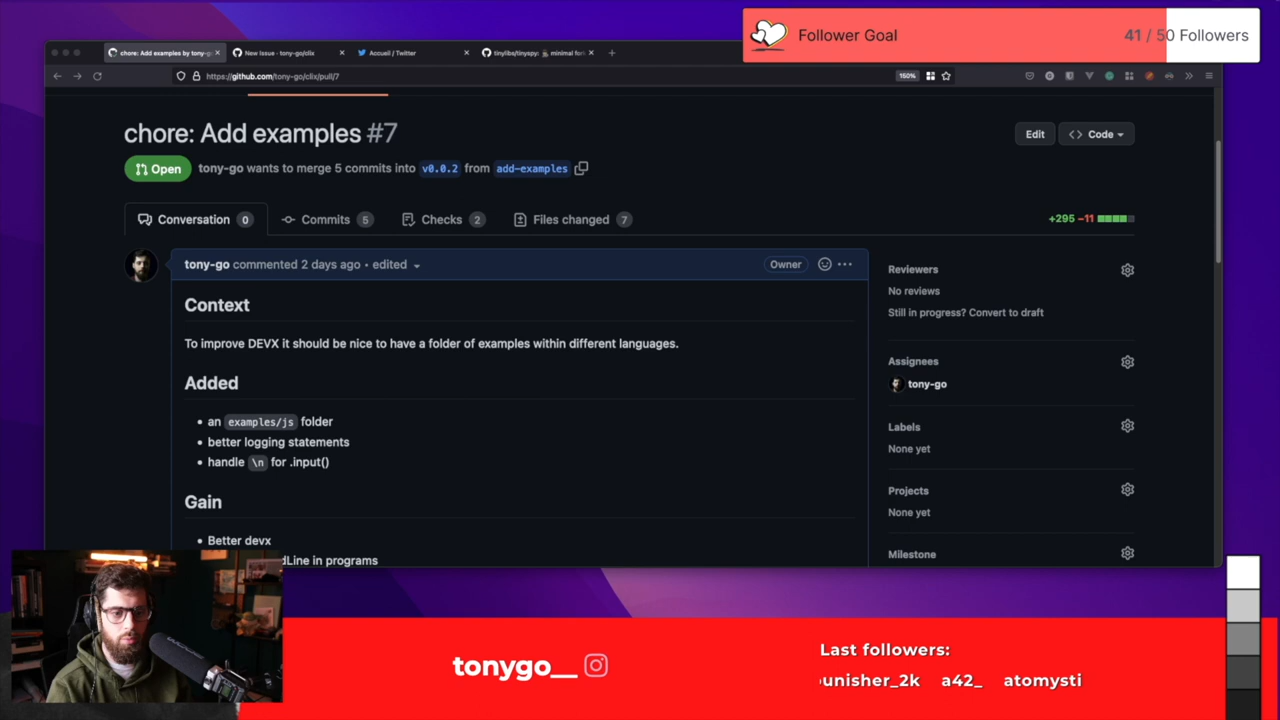 Follower Goal
41 / 50 Followers
chore: Add examples by tony-go
New Issue · tony-go/clix
Accueil / Twitter
tinylibs/tinyspy: minimal
https://github.com/tony-go/clix/pull/7
150%
chore: Add examples #7
Edit
<> Code
Open
tony-go wants to merge 5 commits into v0.0.2 from add-examples
Conversation 0
Commits 5
Checks 2
Files changed 7
+295 −11
tony-go commented 2 days ago • edited
Owner
Context
To improve DEVX it should be nice to have a folder of examples within different languages.
Added
• an examples/js folder
• better logging statements
• handle \n for .input()
Gain
• Better devx
dLine in programs
Reviewers
No reviews
Still in progress? Convert to draft
Assignees
tony-go
Labels
None yet
Projects
None yet
Milestone
tonygo__
Last followers:
unisher_2k a42_ atomysti